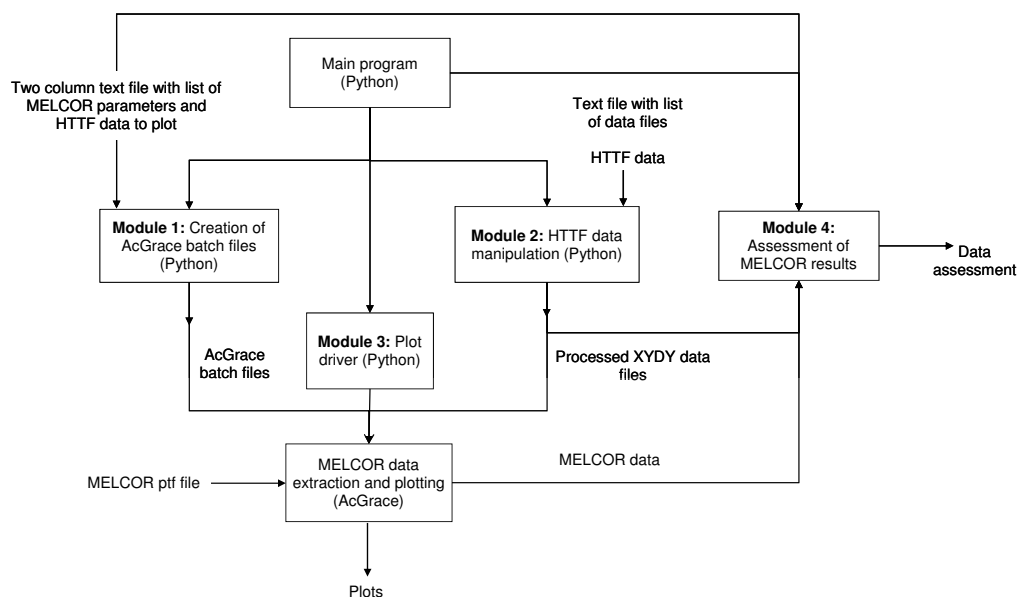 Main program
(Python)
Two column text file with list of
MELCOR parameters and
HTTF data to plot
Text file with list
of data files
HTTF data
Module 1: Creation of
AcGrace batch files
(Python)
Module 2: HTTF data
manipulation (Python)
Module 4:
Assessment of
MELCOR results
Data
assessment
Module 3: Plot
driver (Python)
AcGrace
batch files
Processed XYDY data
files
MELCOR data
extraction and plotting
(AcGrace)
MELCOR data
MELCOR ptf file
Plots